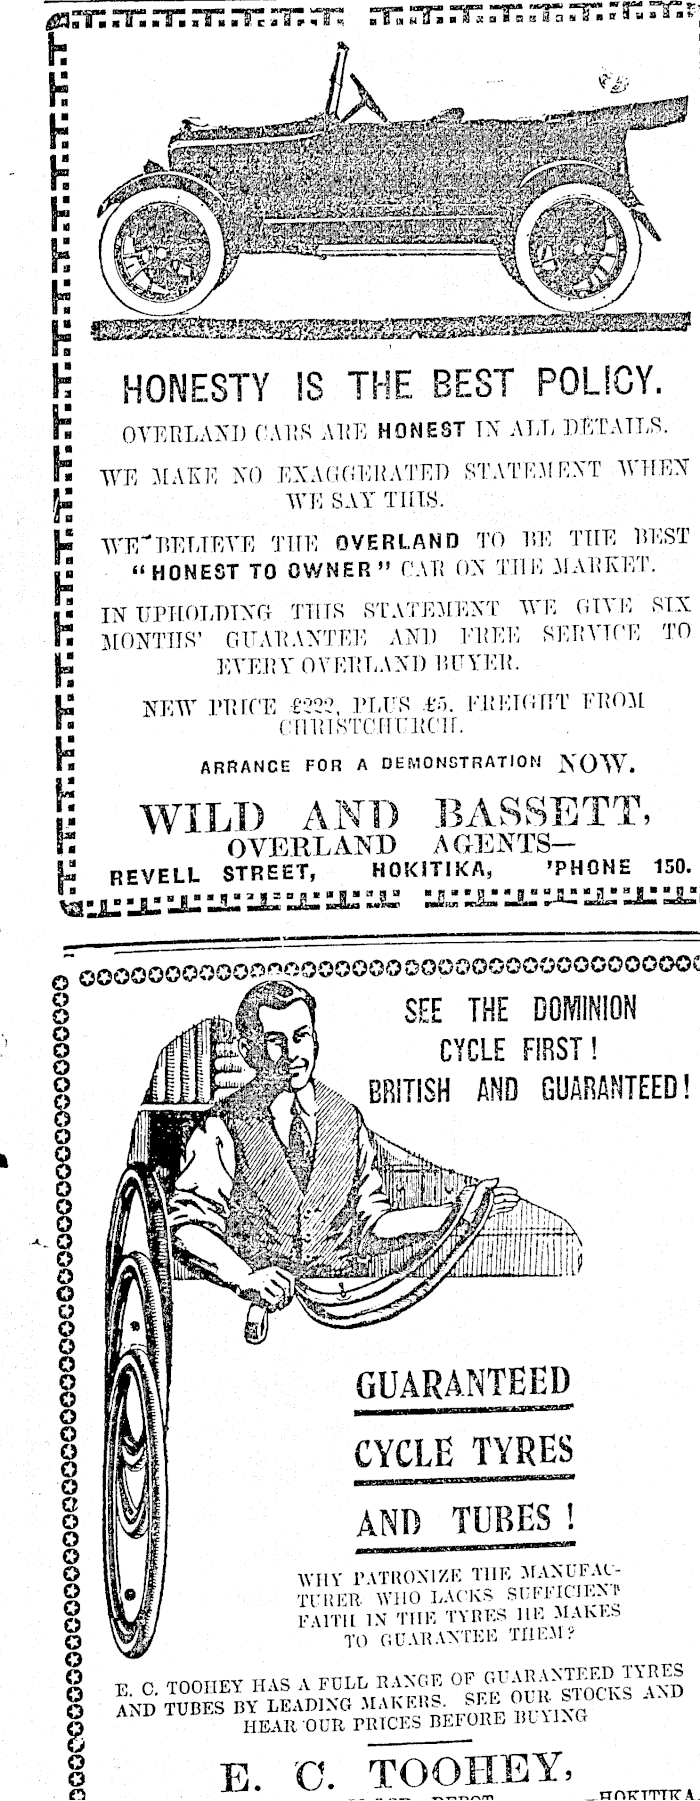 HONESTY IS THE BEST POLICY.
OVERLAND CARS ARE HONEST IN ALL DETAILS.
WE MAKE NO EXAGGERATED STATEMENT WHEN
WE SAY THIS.
WE BELIEVE THE OVERLAND TO BE THE BEST
"HONEST TO OWNER" CAR ON THE MARKET.
IN UPHOLDING THIS STATEMENT WE GIVE SIX
MONTHS' GUARANTEE AND FREE SERVICE TO
EVERY OVERLAND BUYER.
NEW PRICE £222, PLUS £5, FREIGHT FROM
CHRISTCHURCH.
ARRANGE FOR A DEMONSTRATION NOW.
WILD AND BASSETT,
OVERLAND AGENTS—
REVELL STREET, HOKITIKA, 'PHONE 150.
SEE THE DOMINION
CYCLE FIRST!
BRITISH AND GUARANTEED!
GUARANTEED
CYCLE TYRES
AND TUBES!
WHY PATRONIZE THE MANUFAC-
TURER WHO LACKS SUFFICIENT
FAITH IN THE TYRES HE MAKES
TO GUARANTEE THEM?
E. C. TOOHEY HAS A FULL RANGE OF GUARANTEED TYRES
AND TUBES BY LEADING MAKERS. SEE OUR STOCKS AND
HEAR OUR PRICES BEFORE BUYING
E. C. TOOHEY,
DEPOT —HOKITIKA